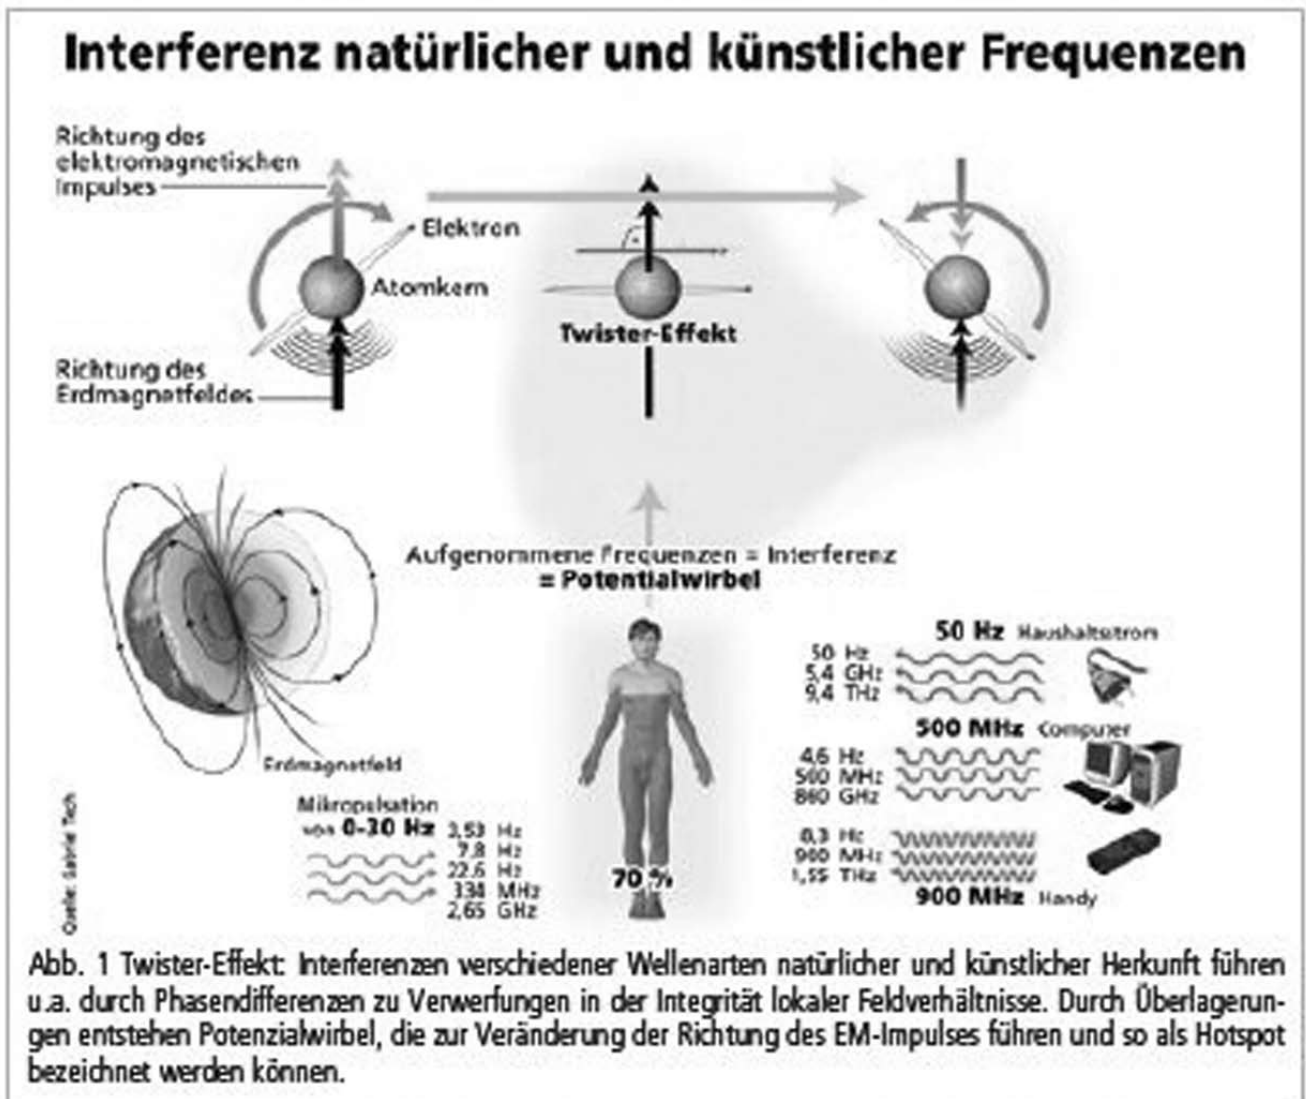 Interferenz natürlicher und künstlicher Frequenzen
Richtung des
elektromagnetischen
Impulses
Elektron
Atomkern
Twister-Effekt
Richtung des
Erdmagnetfeldes
Aufgenommene Frequenzen = Interferenz
= Potentialwirbel
Erdmagnetfeld
Mikropulsation
von 0-30 Hz
3,53 Hz
7,8 Hz
22,6 Hz
334 MHz
2,65 GHz
70 %
50 Hz Haushaltsstrom
50 Hz
5,4 GHz
9,4 THz
500 MHz Computer
4,6 Hz
500 MHz
860 GHz
8,3 Hz
900 MHz
1,55 THz
900 MHz Handy
Quelle: Gabriel Tech
Abb. 1 Twister-Effekt: Interferenzen verschiedener Wellenarten natürlicher und künstlicher Herkunft führen
u.a. durch Phasendifferenzen zu Verwerfungen in der Integrität lokaler Feldverhältnisse. Durch Überlagerun-
gen entstehen Potenzialwirbel, die zur Veränderung der Richtung des EM-Impulses führen und so als Hotspot
bezeichnet werden können.